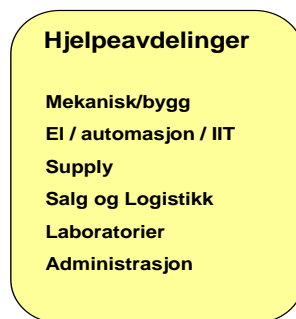 Hjelpeavdelinger
Mekanisk/bygg
El / automasjon / IIT
Supply
Salg og Logistikk
Laboratorier
Administrasjon